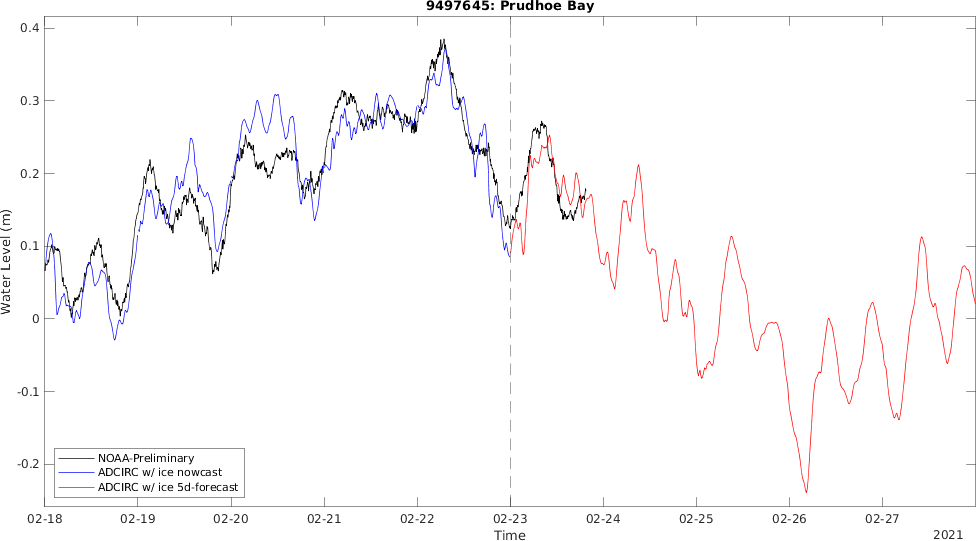 9497645: Prudhoe Bay
0.4
0.3
0.2
0.1
0
-0.1
-0.2
Water Level (m)
NOAA-Preliminary
ADCIRC w/ ice nowcast
ADCIRC w/ ice 5d-forecast
02-18 02-19 02-20 02-21 02-22 02-23 02-24 02-25 02-26 02-27
Time
2021